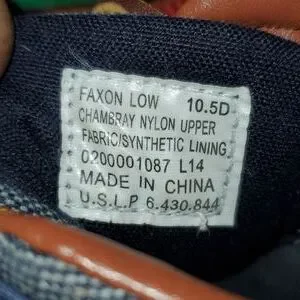 FAXON LOW 10.5D
CHAMBRAY NYLON UPPER
FABRIC/SYNTHETIC LINING
0200001087 L14
MADE IN CHINA
U.S.L.P 6.430.844